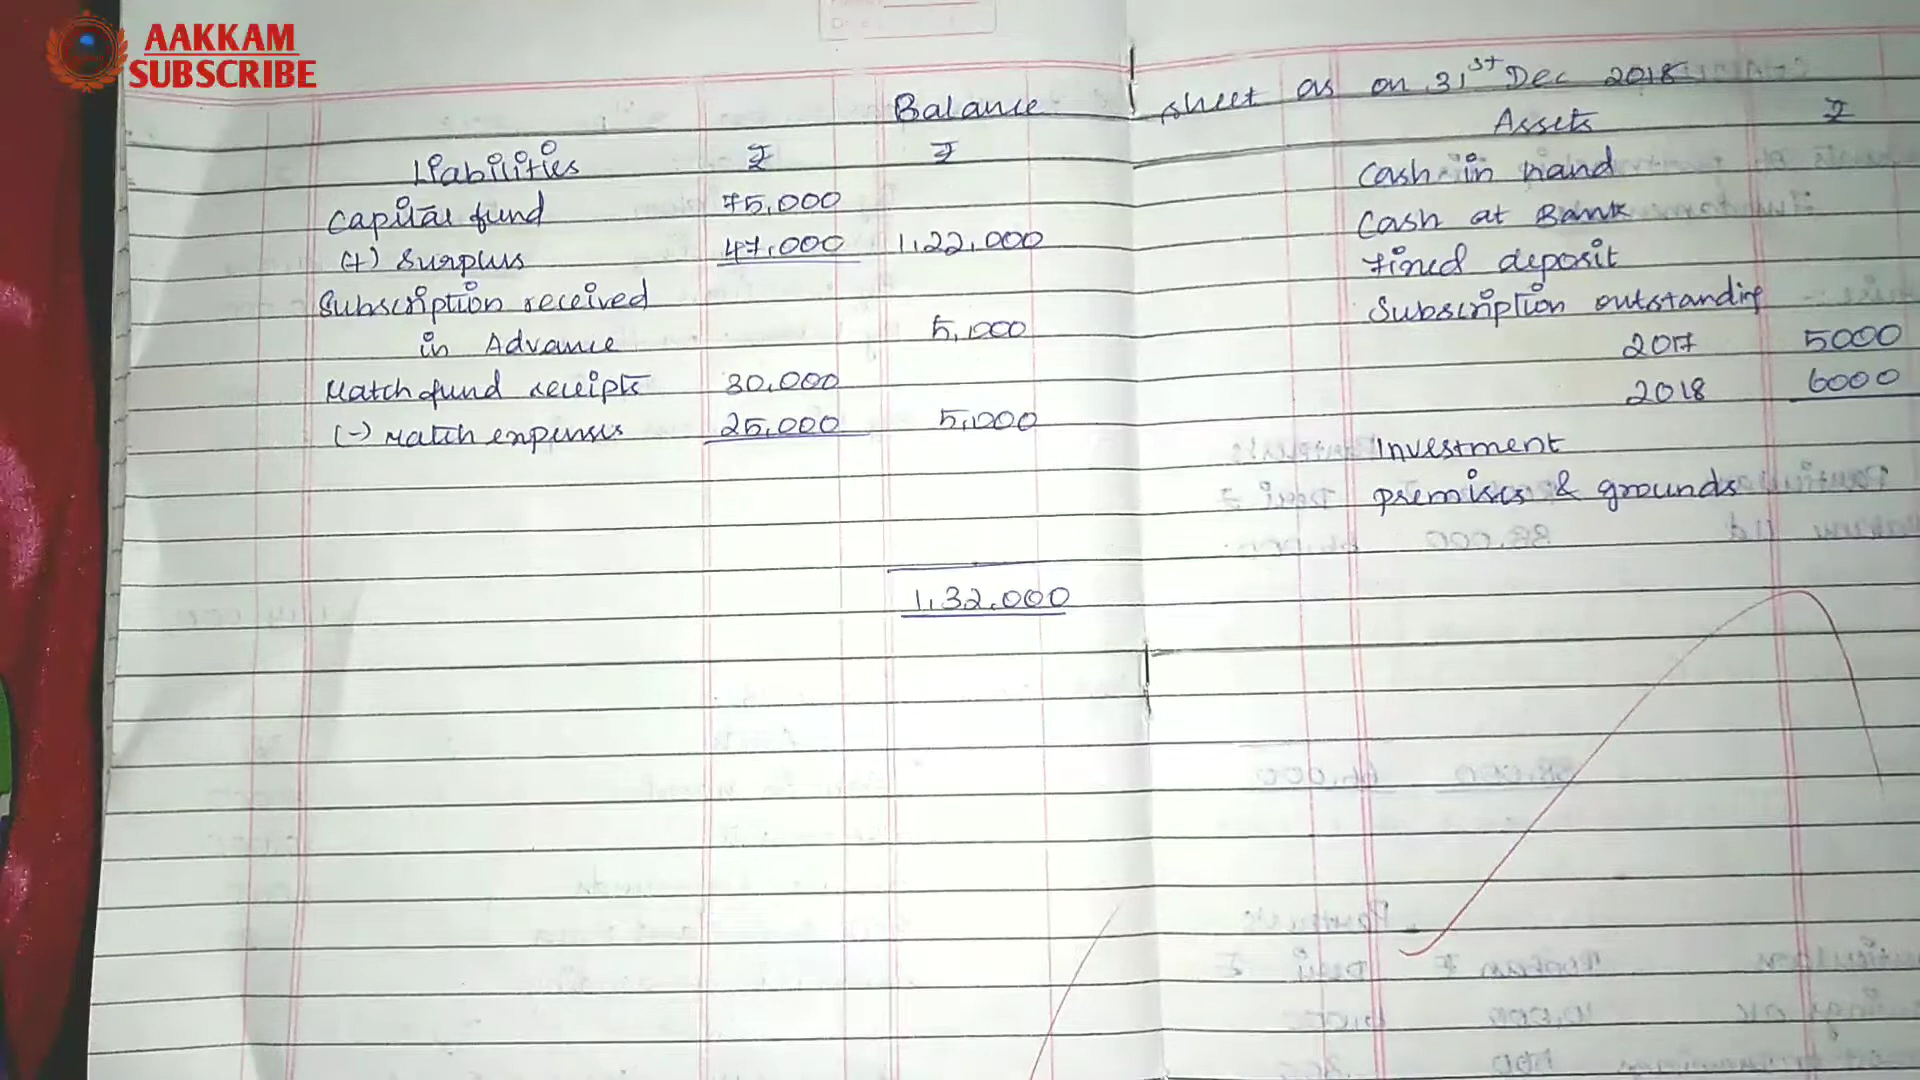 AAKKAM
SUBSCRIBE
Balance sheet as on 31st Dec 2018
Liabilities ₹ ₹
Capital fund 75,000
(+) Surplus 47,000 1,22,000
Subscription received
in Advance 5,000
Match fund receipts 30,000
(-) Match expenses 25,000 5,000
1,32,000
Assets ₹
Cash in hand
Cash at Bank
Fixed deposit
Subscription outstanding
2017 5000
2018 6000
Investment
premises & grounds